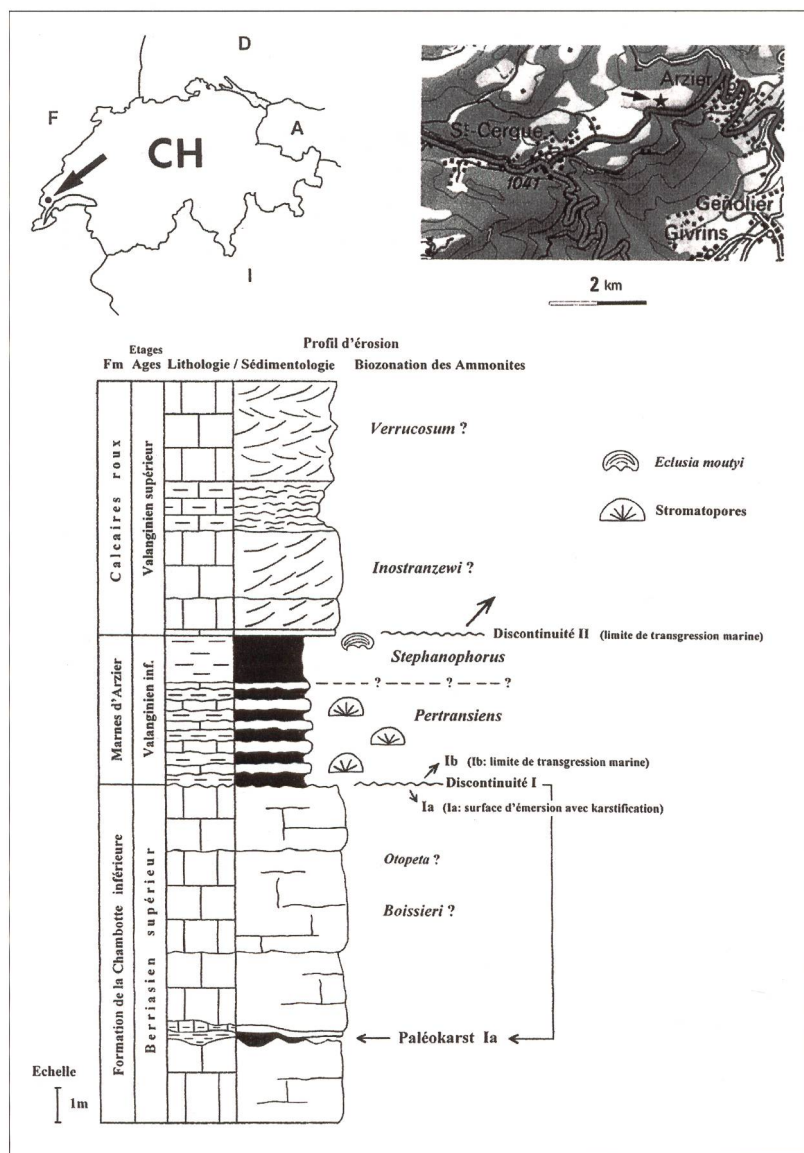 D
F
A
CH
I
Arzier
St-Cergue
1041
Genolier
Givrins
2 km
Profil d'érosion
Fm
Etages
Ages
Lithologie / Sédimentologie
Biozonation des Ammonites
Calcaires roux
Valanginien supérieur
Verrucosum ?
Eclusia moutyi
Stromatopores
Inostranzewi ?
Discontinuité II (limite de transgression marine)
Marnes d'Arzier
Valanginien inf.
Stephanophorus
? ? ?
Pertransiens
Ib (Ib: limite de transgression marine)
Discontinuité I
Ia (Ia: surface d'émersion avec karstification)
Formation de la Chambotte inférieure
Berriasien supérieur
Otopeta ?
Boissieri ?
Paléokarst Ia
Echelle
1m